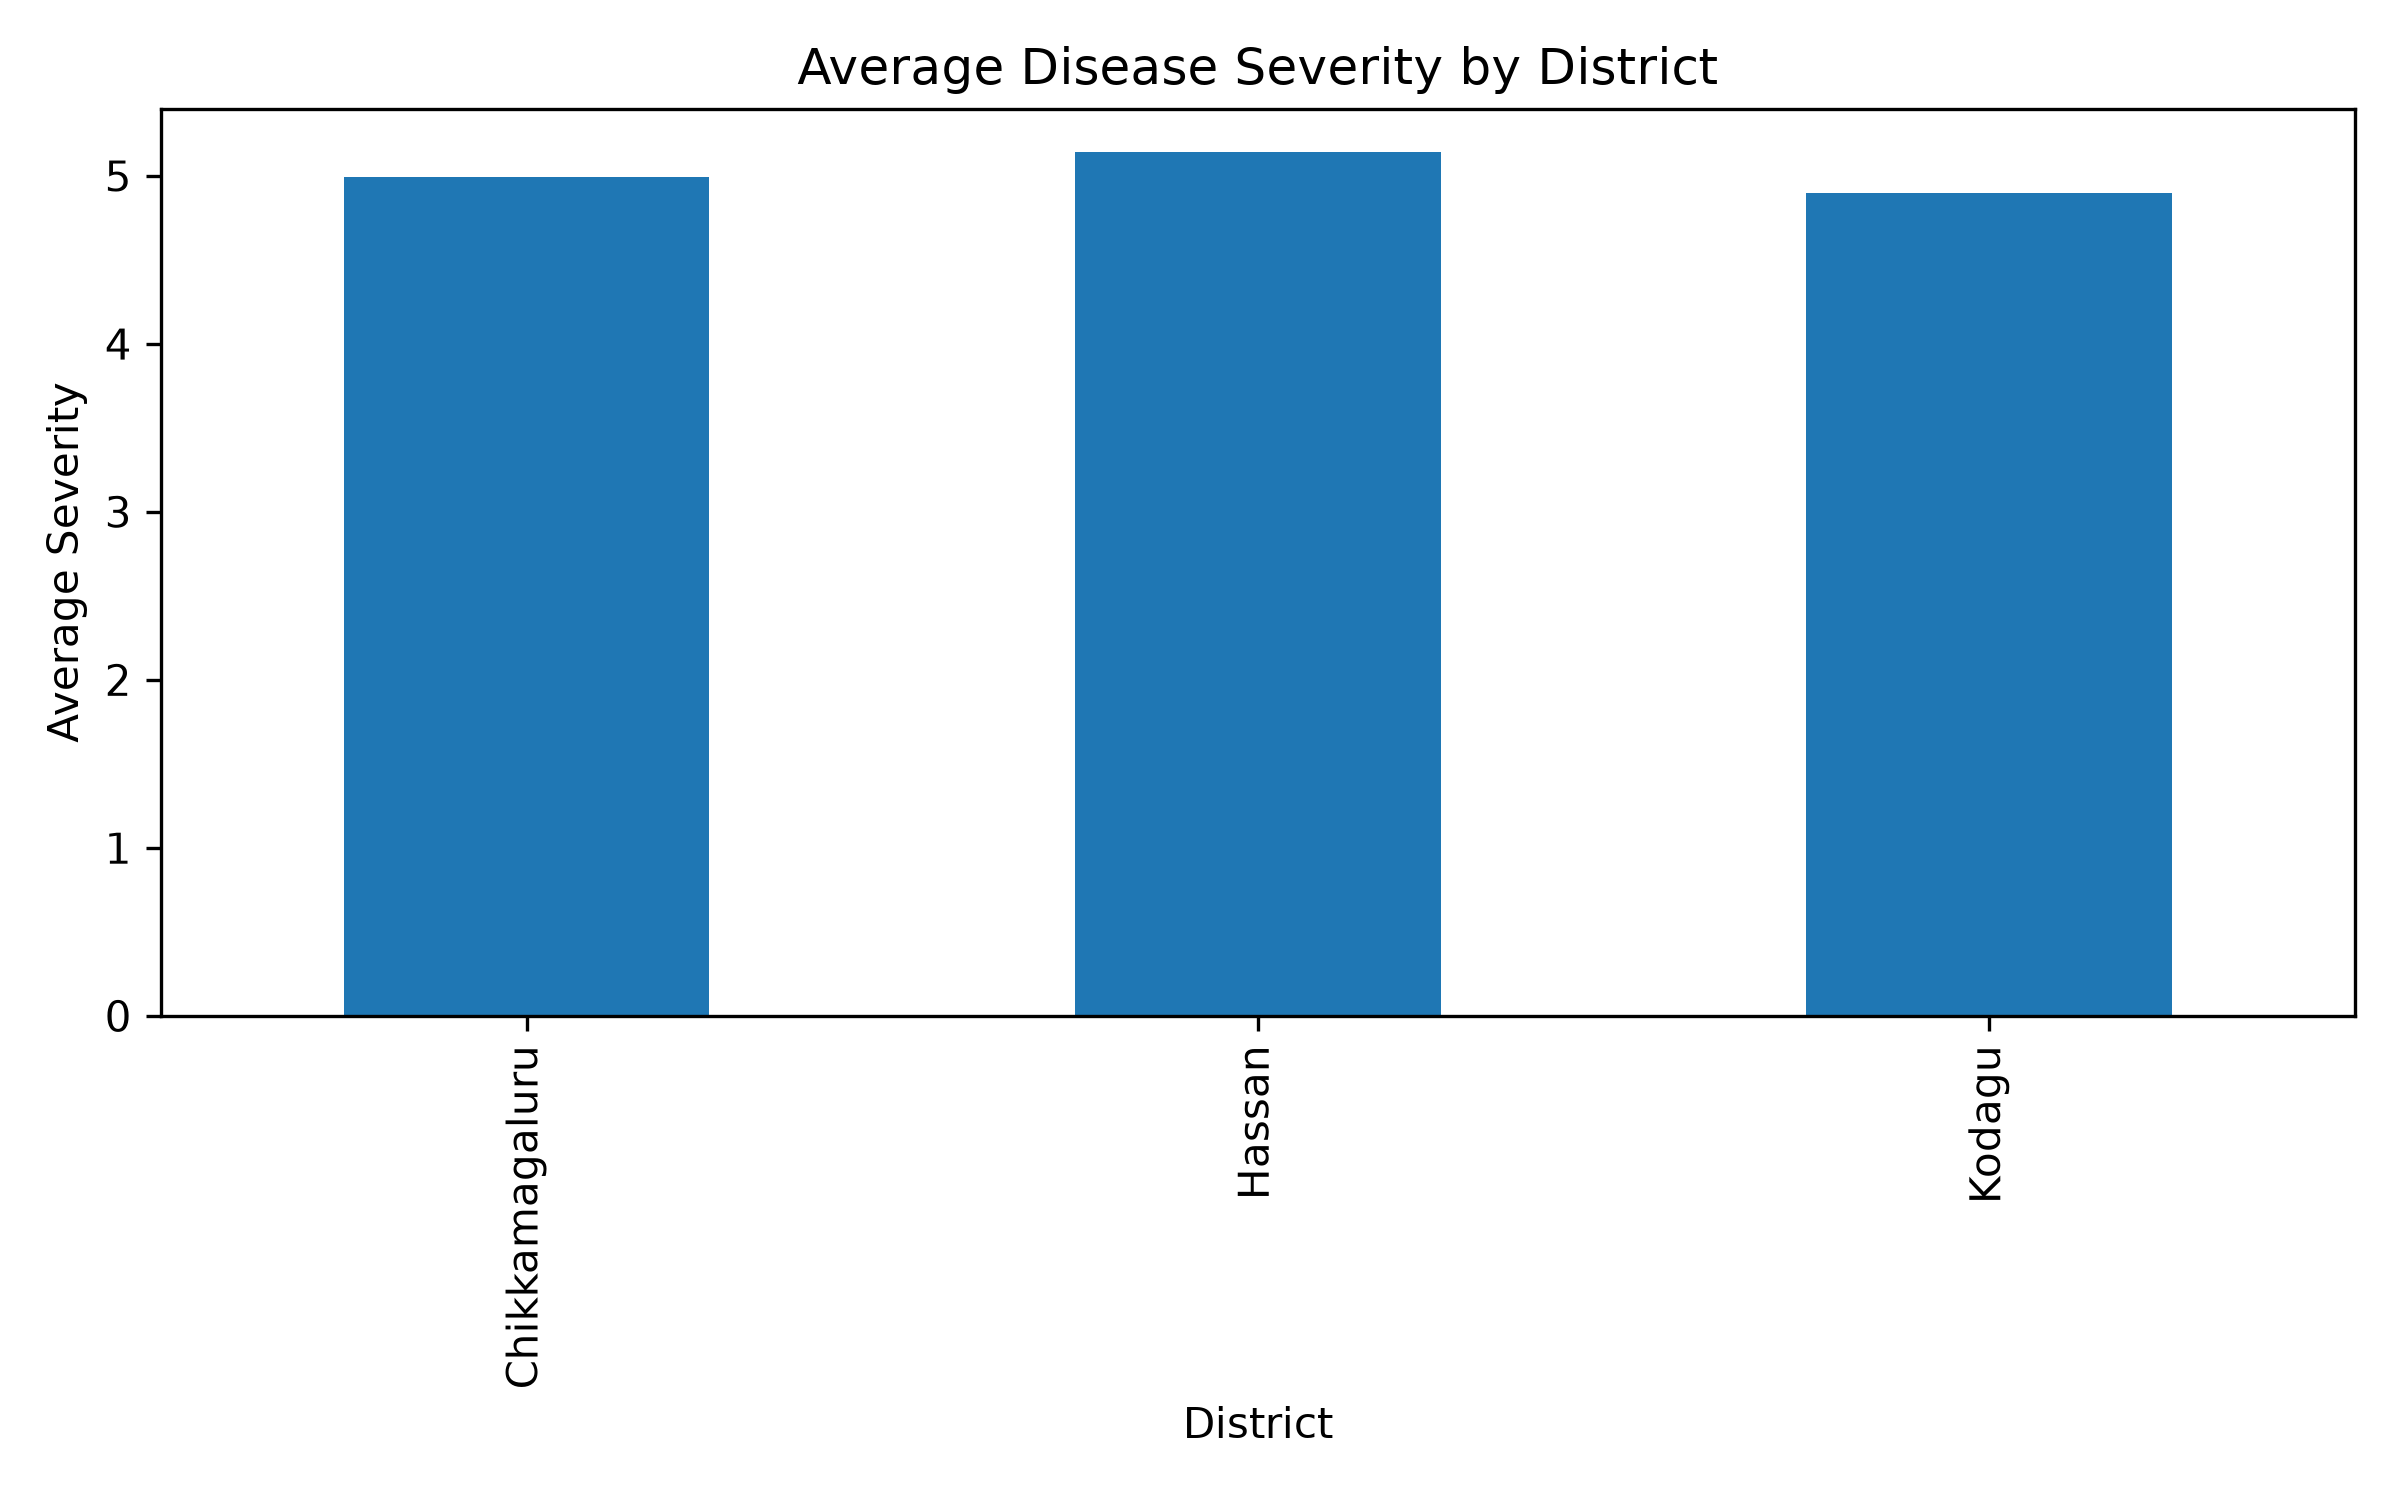 Average Disease Severity by District
Average Severity
5
4
3
2
1
0
Chikkamagaluru
Hassan
Kodagu
District